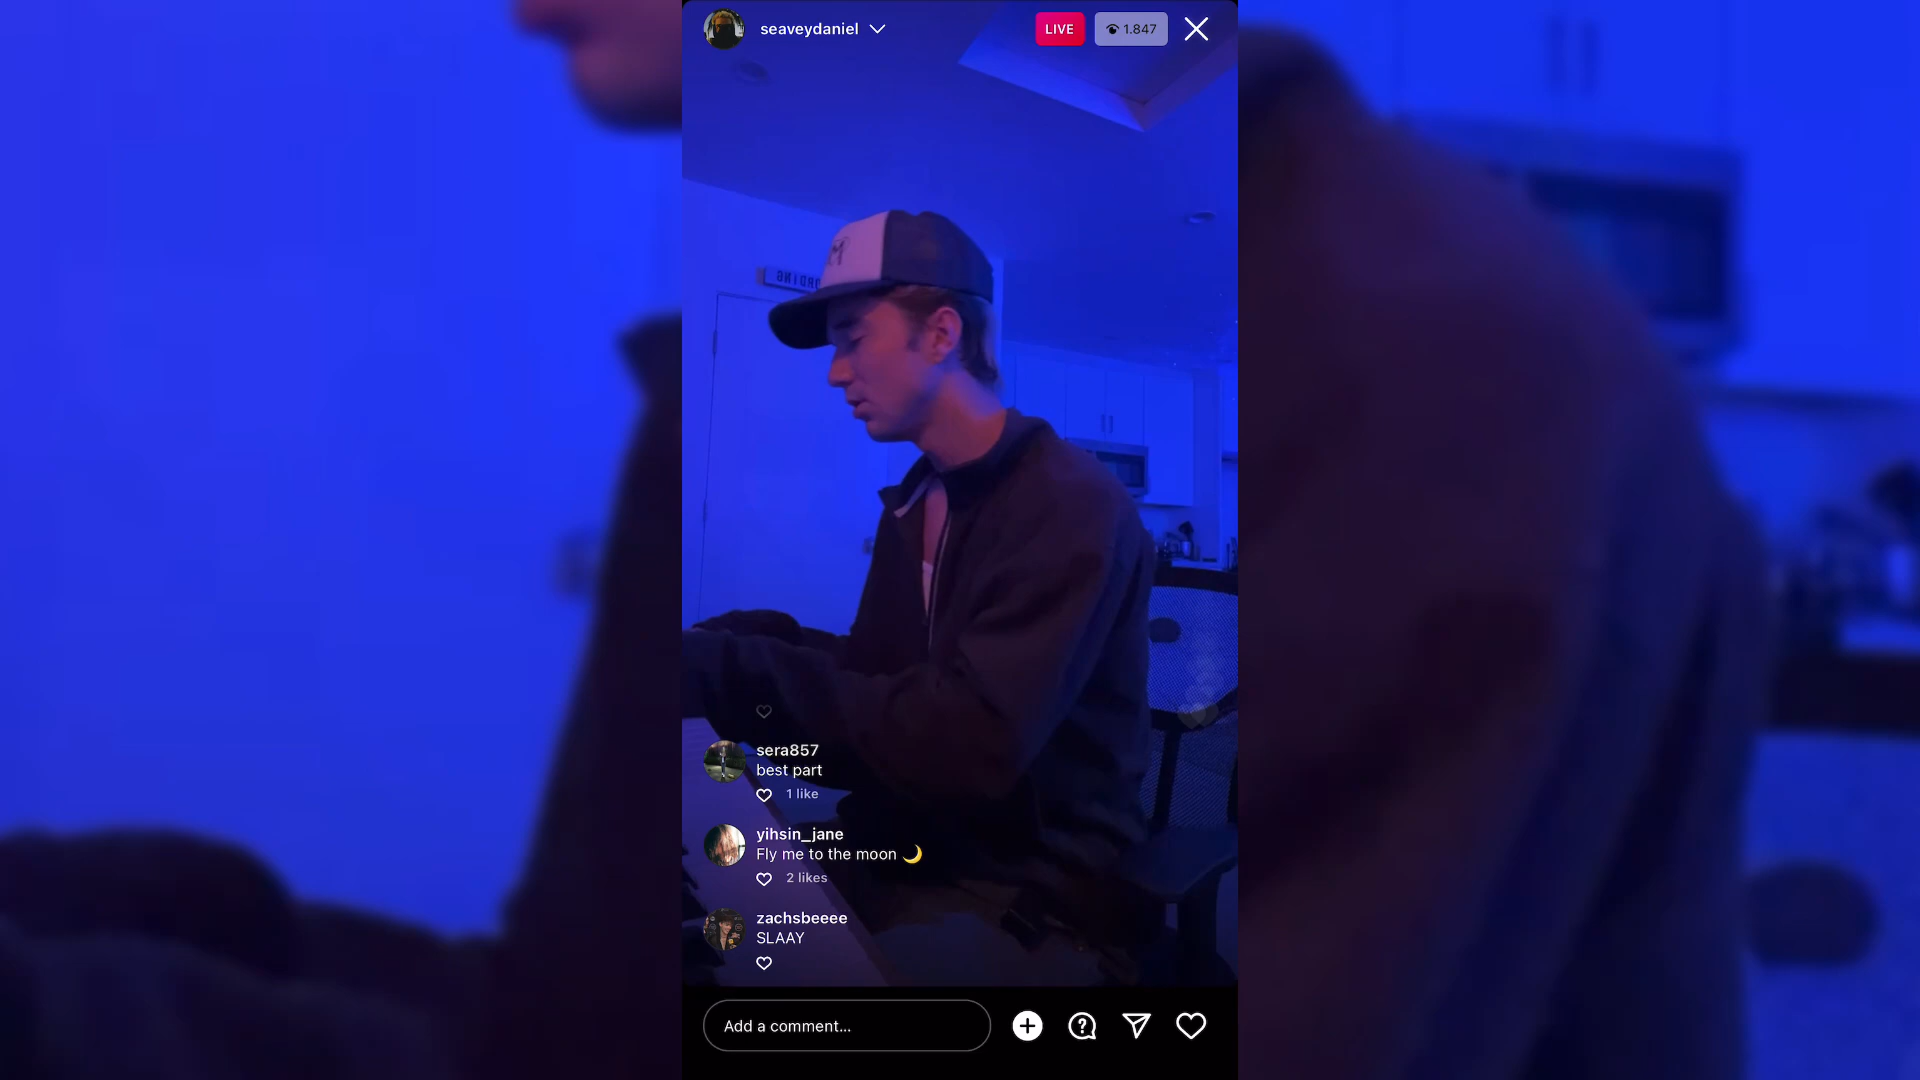 seaveydaniel
LIVE
1.847
sera857
best part
1 like
yihsin_jane
Fly me to the moon 🌙
2 likes
zachsbeeee
SLAAY
Add a comment...